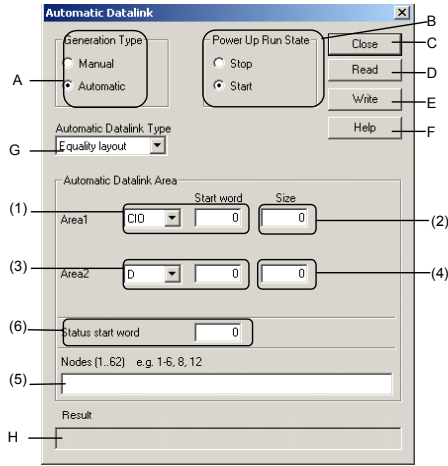 Automatic Datalink
B
Generation Type
Power Up Run State
Close
C
Manual
Stop
A
Automatic
Start
Read
D
Write
E
Automatic Datalink Type
Help
F
G
Equality layout
Automatic Datalink Area
Start word
Size
(1)
Area1
CIO
0
0
(2)
(3)
Area2
D
0
0
(4)
(6)
Status start word
0
Nodes (1..62) e.g. 1-6, 8, 12
(5)
Result
H